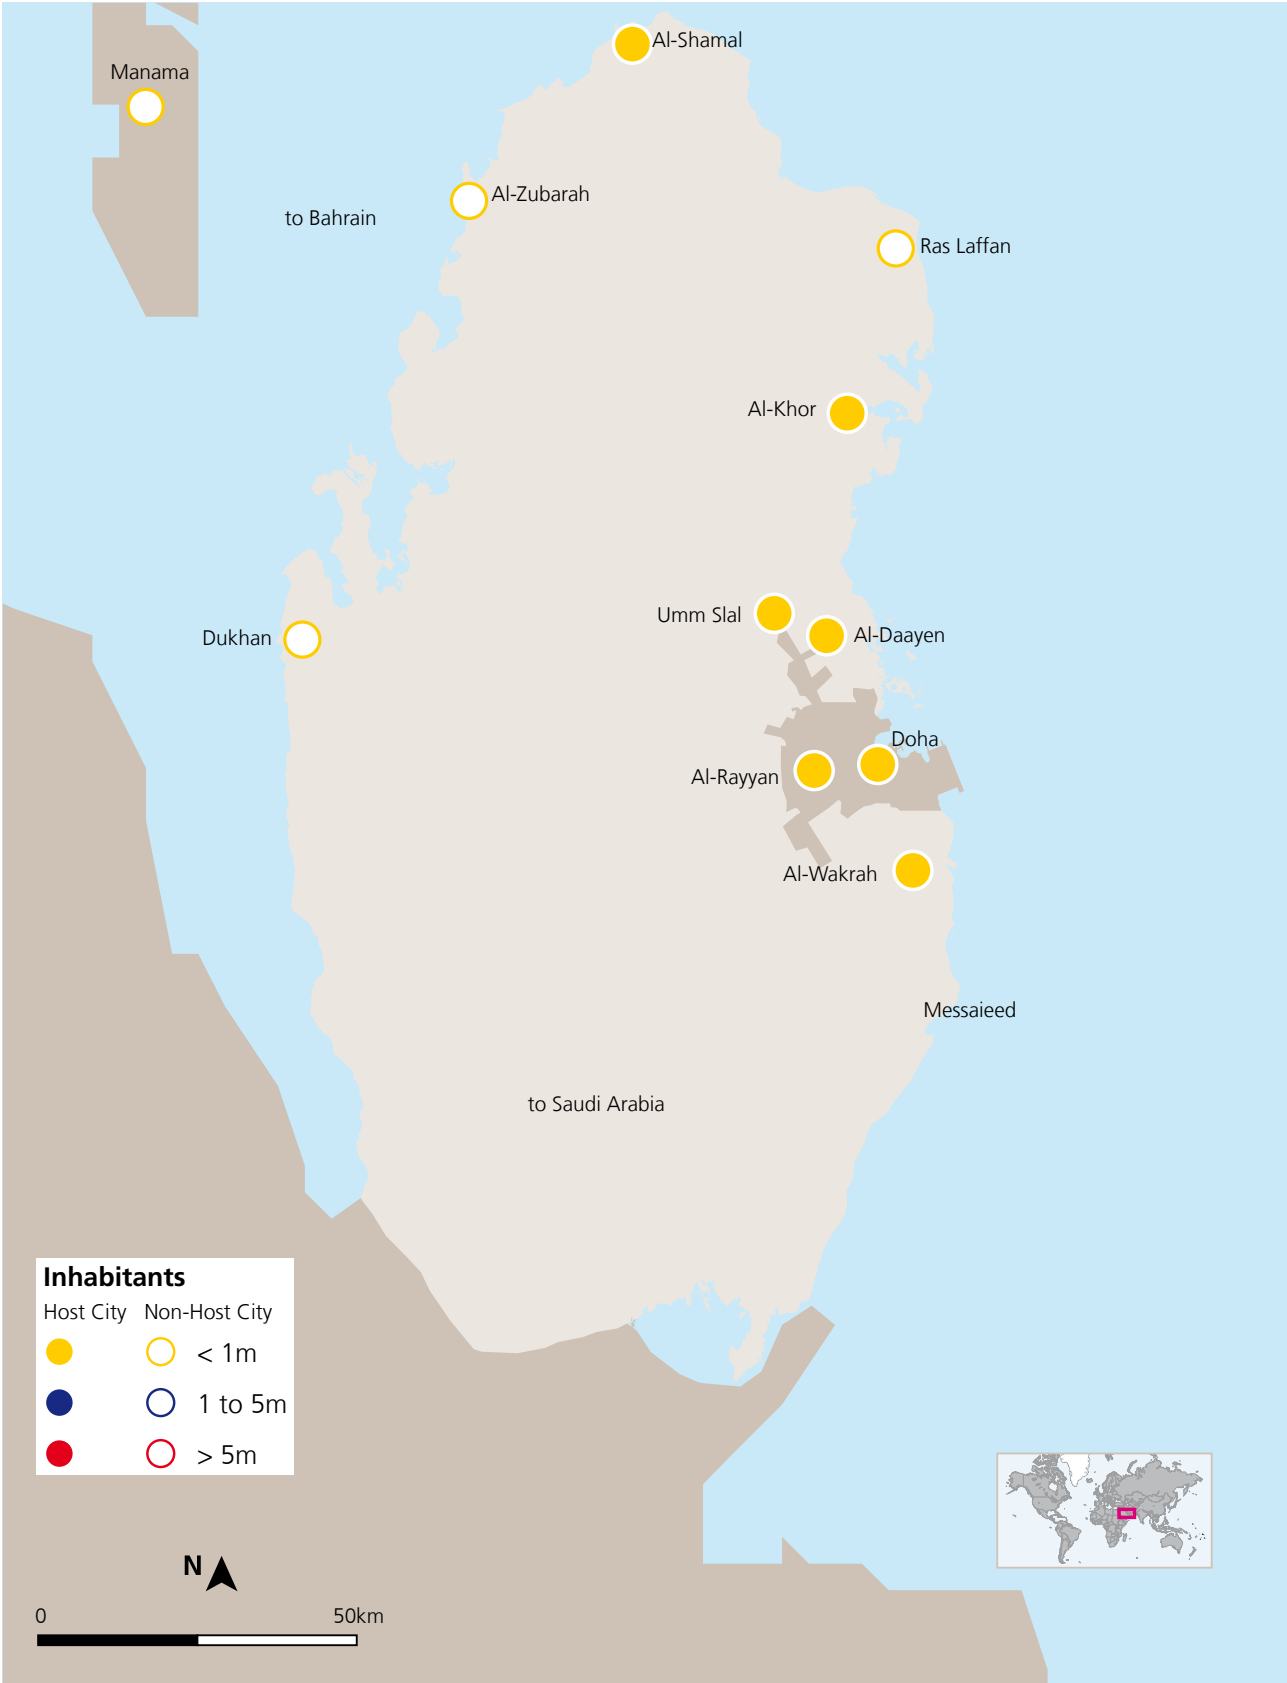 Al-Shamal
Manama
Al-Zubarah
to Bahrain
Ras Laffan
Al-Khor
Umm Slal
Al-Daayen
Dukhan
Doha
Al-Rayyan
Al-Wakrah
Messaieed
to Saudi Arabia
Inhabitants
Host City Non-Host City
< 1m
1 to 5m
> 5m
N
0 50km